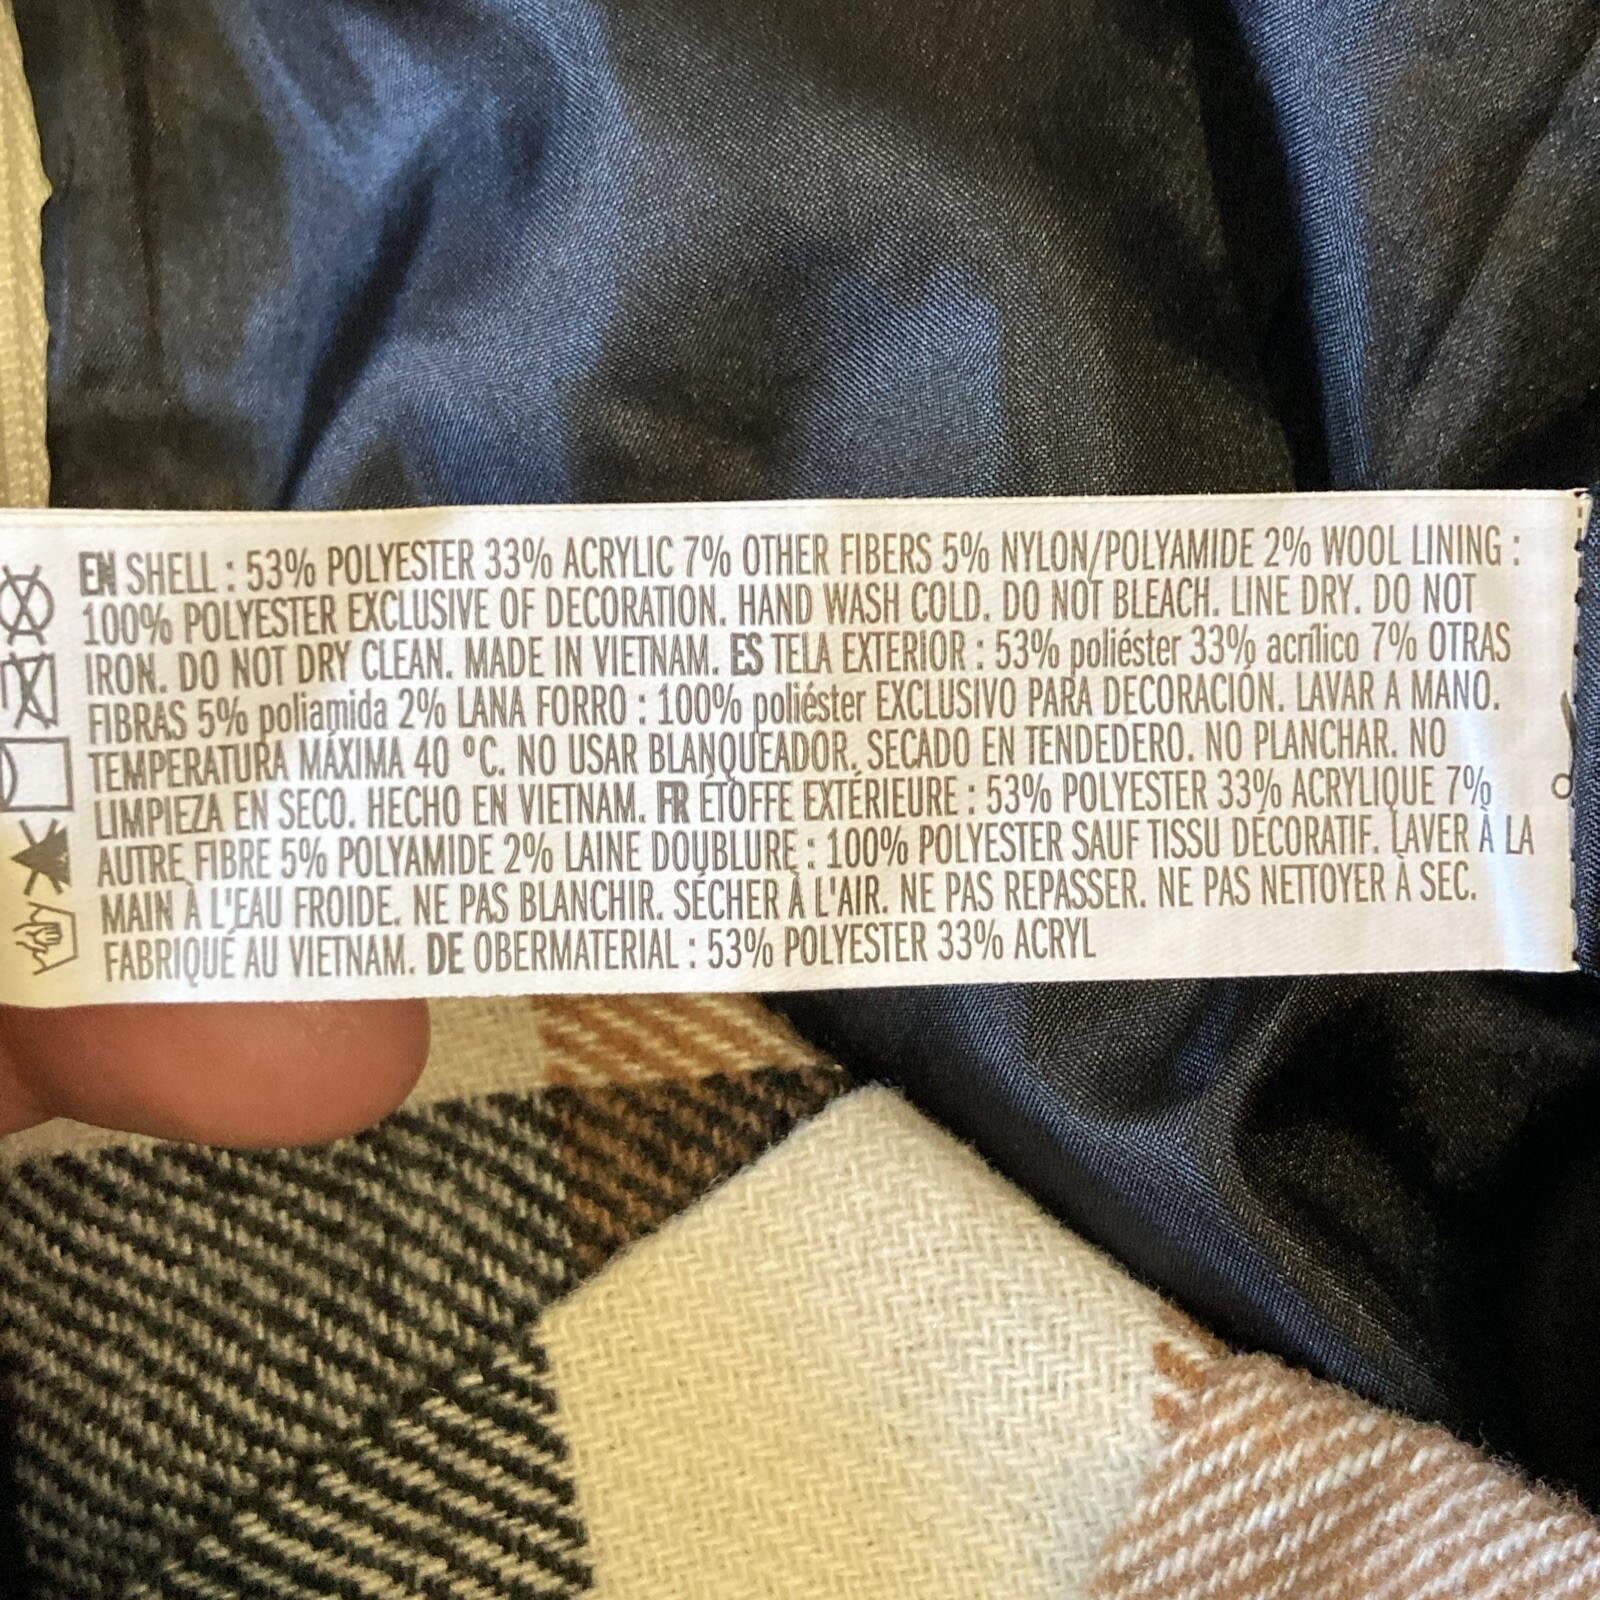 EN SHELL : 53% POLYESTER 33% ACRYLIC 7% OTHER FIBERS 5% NYLON/POLYAMIDE 2% WOOL LINING :
100% POLYESTER EXCLUSIVE OF DECORATION. HAND WASH COLD. DO NOT BLEACH. LINE DRY. DO NOT
IRON. DO NOT DRY CLEAN. MADE IN VIETNAM. ES TELA EXTERIOR : 53% poliéster 33% acrílico 7% OTRAS
FIBRAS 5% poliamida 2% LANA FORRO : 100% poliéster EXCLUSIVO PARA DECORACIÓN. LAVAR A MANO.
TEMPERATURA MÁXIMA 40 ºC. NO USAR BLANQUEADOR. SECADO EN TENDEDERO. NO PLANCHAR. NO
LIMPIEZA EN SECO. HECHO EN VIETNAM. FR ÉTOFFE EXTÉRIEURE : 53% POLYESTER 33% ACRYLIQUE 7%
AUTRE FIBRE 5% POLYAMIDE 2% LAINE DOUBLURE : 100% POLYESTER SAUF TISSU DÉCORATIF. LAVER À LA
MAIN À L'EAU FROIDE. NE PAS BLANCHIR. SÉCHER À L'AIR. NE PAS REPASSER. NE PAS NETTOYER À SEC.
FABRIQUÉ AU VIETNAM. DE OBERMATERIAL : 53% POLYESTER 33% ACRYL